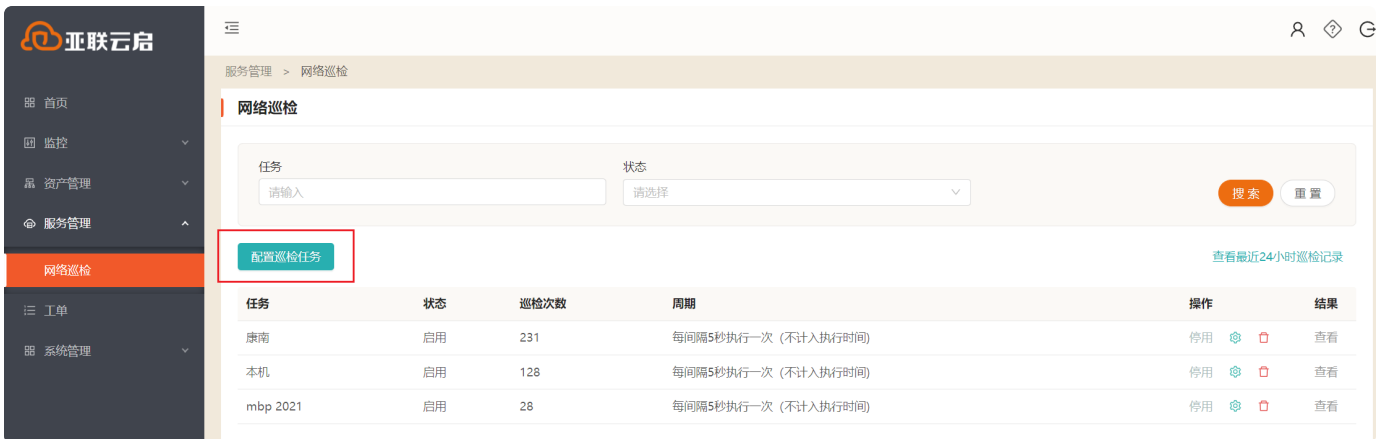 亚联云启
服务管理 > 网络巡检
首页
监控
资产管理
服务管理
网络巡检
工单
系统管理
网络巡检
任务 状态
请输入 请选择 搜 索 重 置
配置巡检任务 查看最近24小时巡检记录
任务 状态 巡检次数 周期 操作 结果
康南 启用 231 每间隔5秒执行一次（不计入执行时间) 停用 查看
本机 启用 128 每间隔5秒执行一次（不计入执行时间) 停用 查看
mbp 2021 启用 28 每间隔5秒执行一次（不计入执行时间) 停用 查看